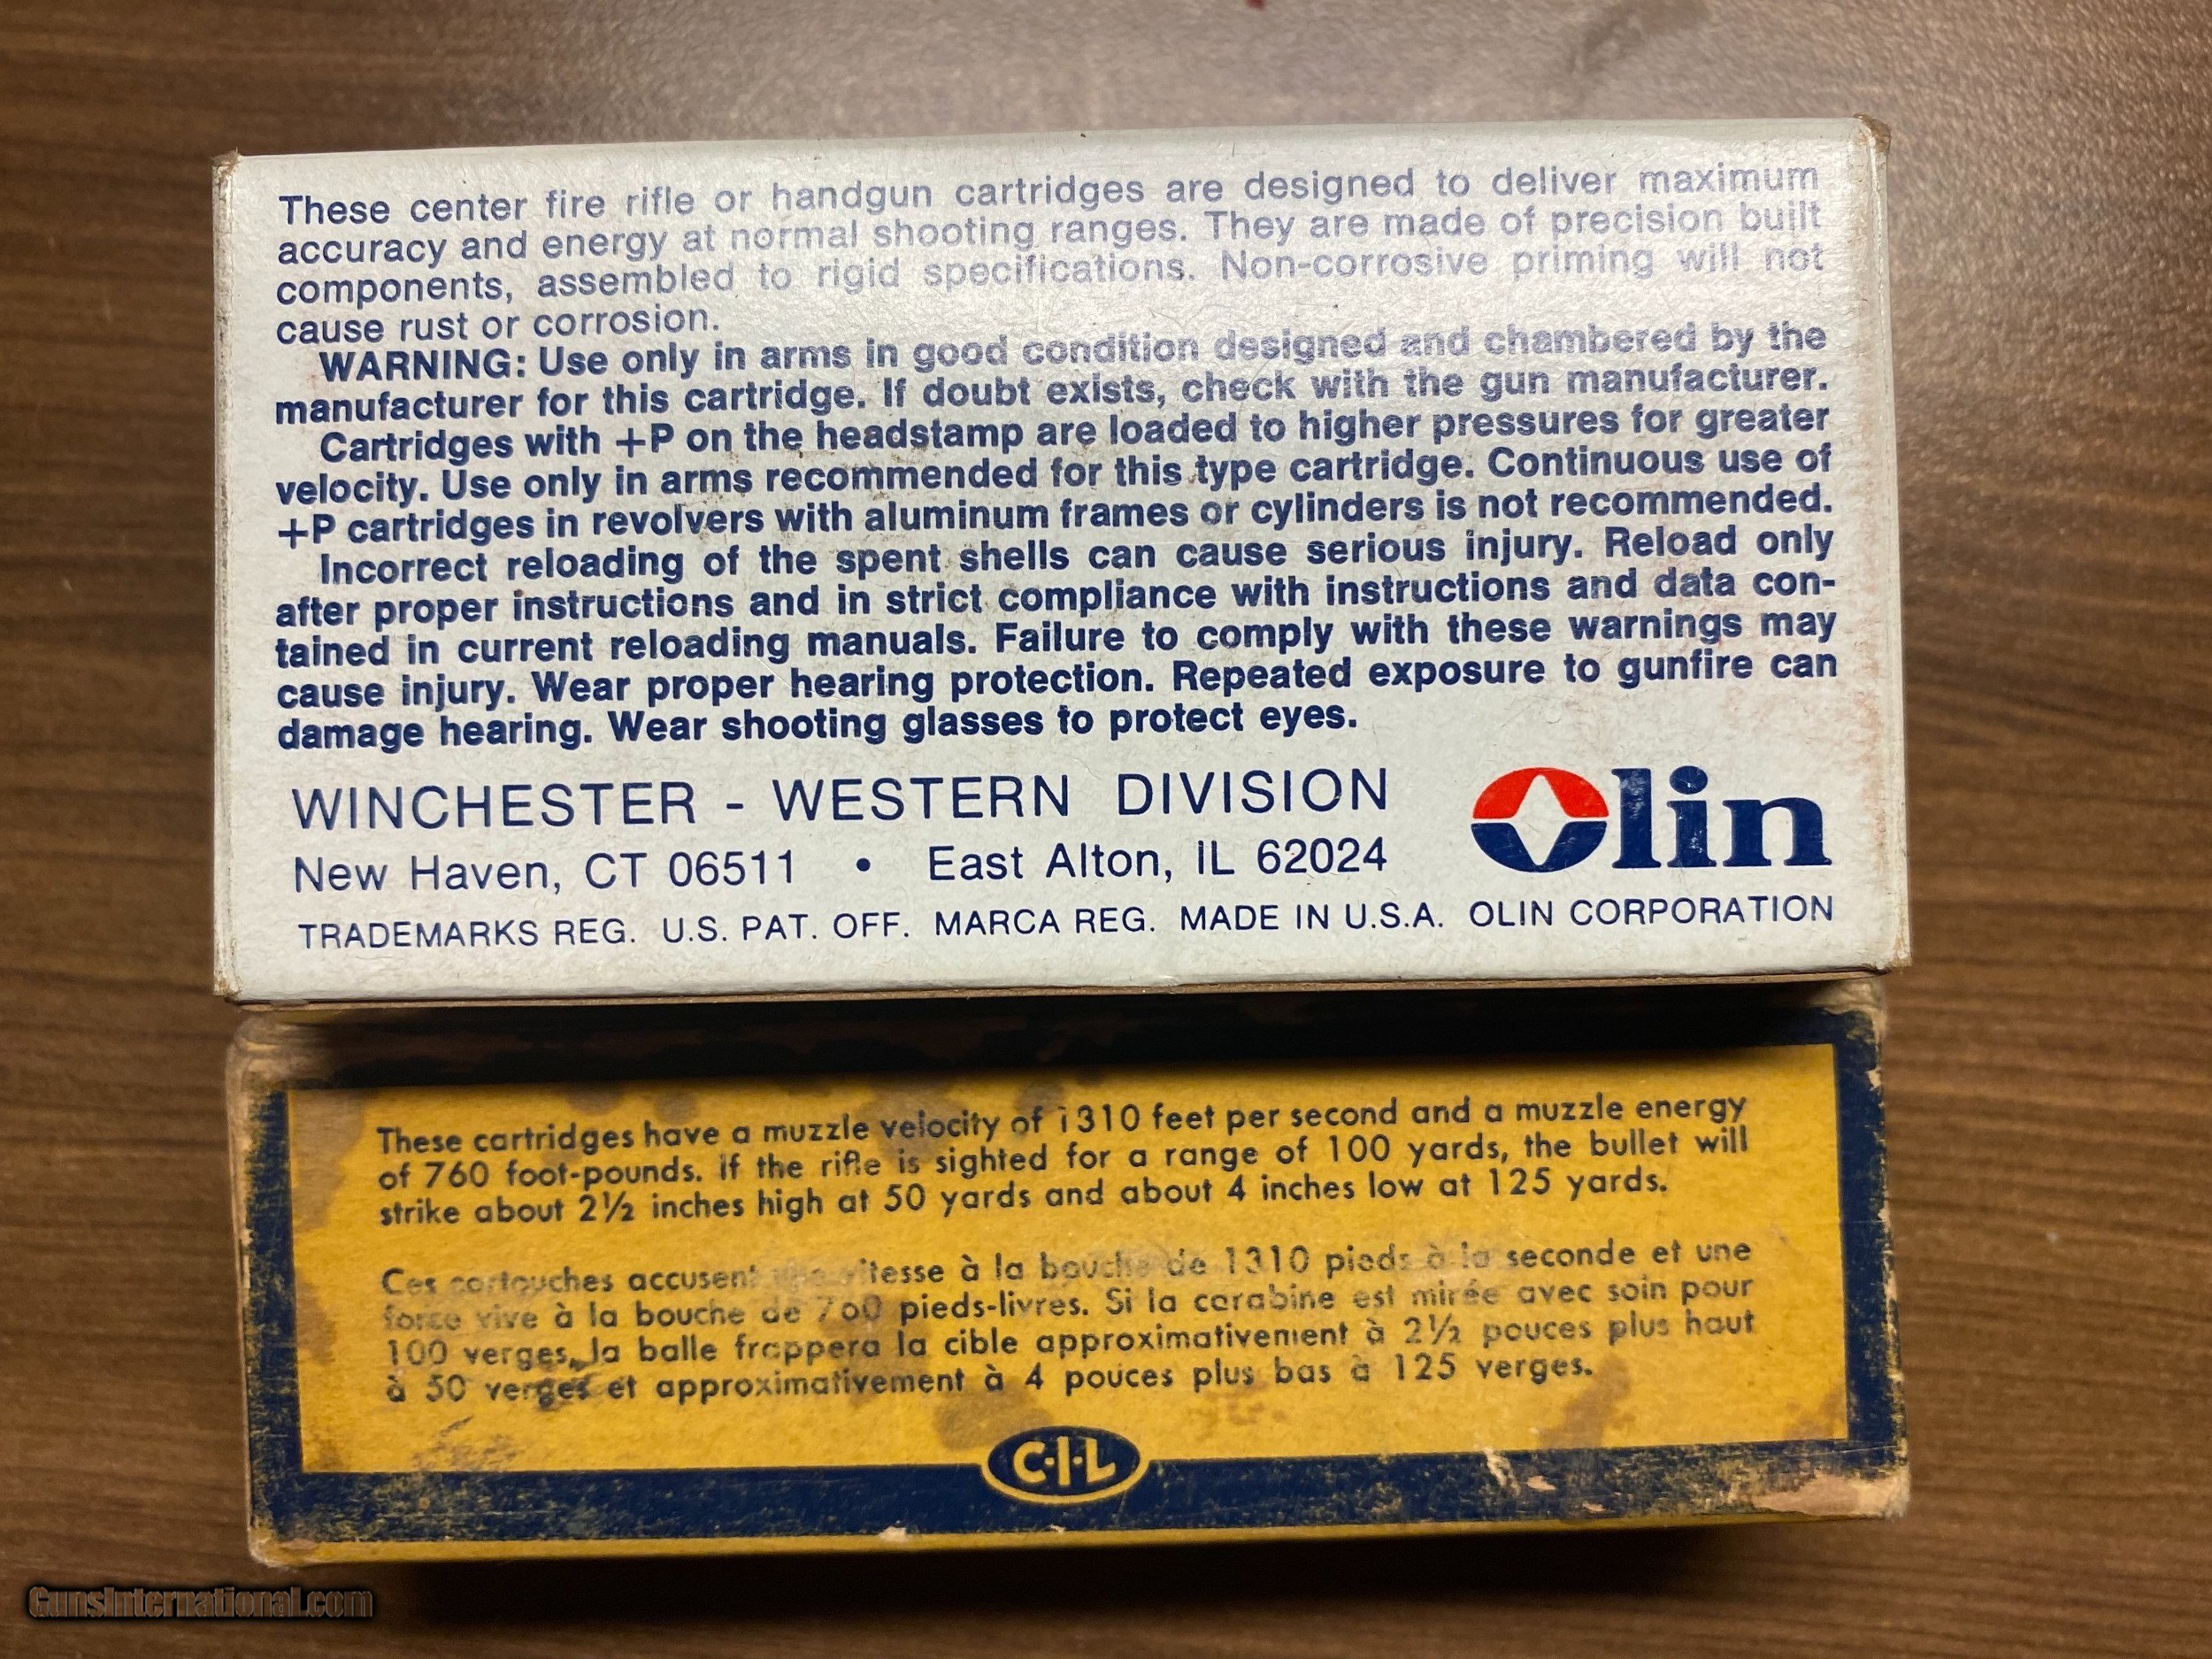 These center fire rifle or handgun cartridges are designed to deliver maximum
accuracy and energy at normal shooting ranges. They are made of precision built
components, assembled to rigid specifications. Non-corrosive priming will not
cause rust or corrosion.
WARNING: Use only in arms in good condition designed and chambered by the
manufacturer for this cartridge. If doubt exists, check with the gun manufacturer.
Cartridges with +P on the headstamp are loaded to higher pressures for greater
velocity. Use only in arms recommended for this type cartridge. Continuous use of
+P cartridges in revolvers with aluminum frames or cylinders is not recommended.
Incorrect reloading of the spent shells can cause serious injury. Reload only
after proper instructions and in strict compliance with instructions and data con-
tained in current reloading manuals. Failure to comply with these warnings may
cause injury. Wear proper hearing protection. Repeated exposure to gunfire can
damage hearing. Wear shooting glasses to protect eyes.
WINCHESTER - WESTERN DIVISION
New Haven, CT 06511 • East Alton, IL 62024
Olin
TRADEMARKS REG. U.S. PAT. OFF. MARCA REG. MADE IN U.S.A. OLIN CORPORATION
These cartridges have a muzzle velocity of 1310 feet per second and a muzzle energy
of 760 foot-pounds. If the rifle is sighted for a range of 100 yards, the bullet will
strike about 2½ inches high at 50 yards and about 4 inches low at 125 yards.
Ces cartouches accusent une vitesse à la bouche de 1310 pieds à la seconde et une
force vive à la bouche de 760 pieds-livres. Si la carabine est mirée avec soin pour
100 verges, la balle frappera la cible approximativement à 2½ pouces plus haut
à 50 verges et approximativement à 4 pouces plus bas à 125 verges.
C-I-L
GunsInternational.com